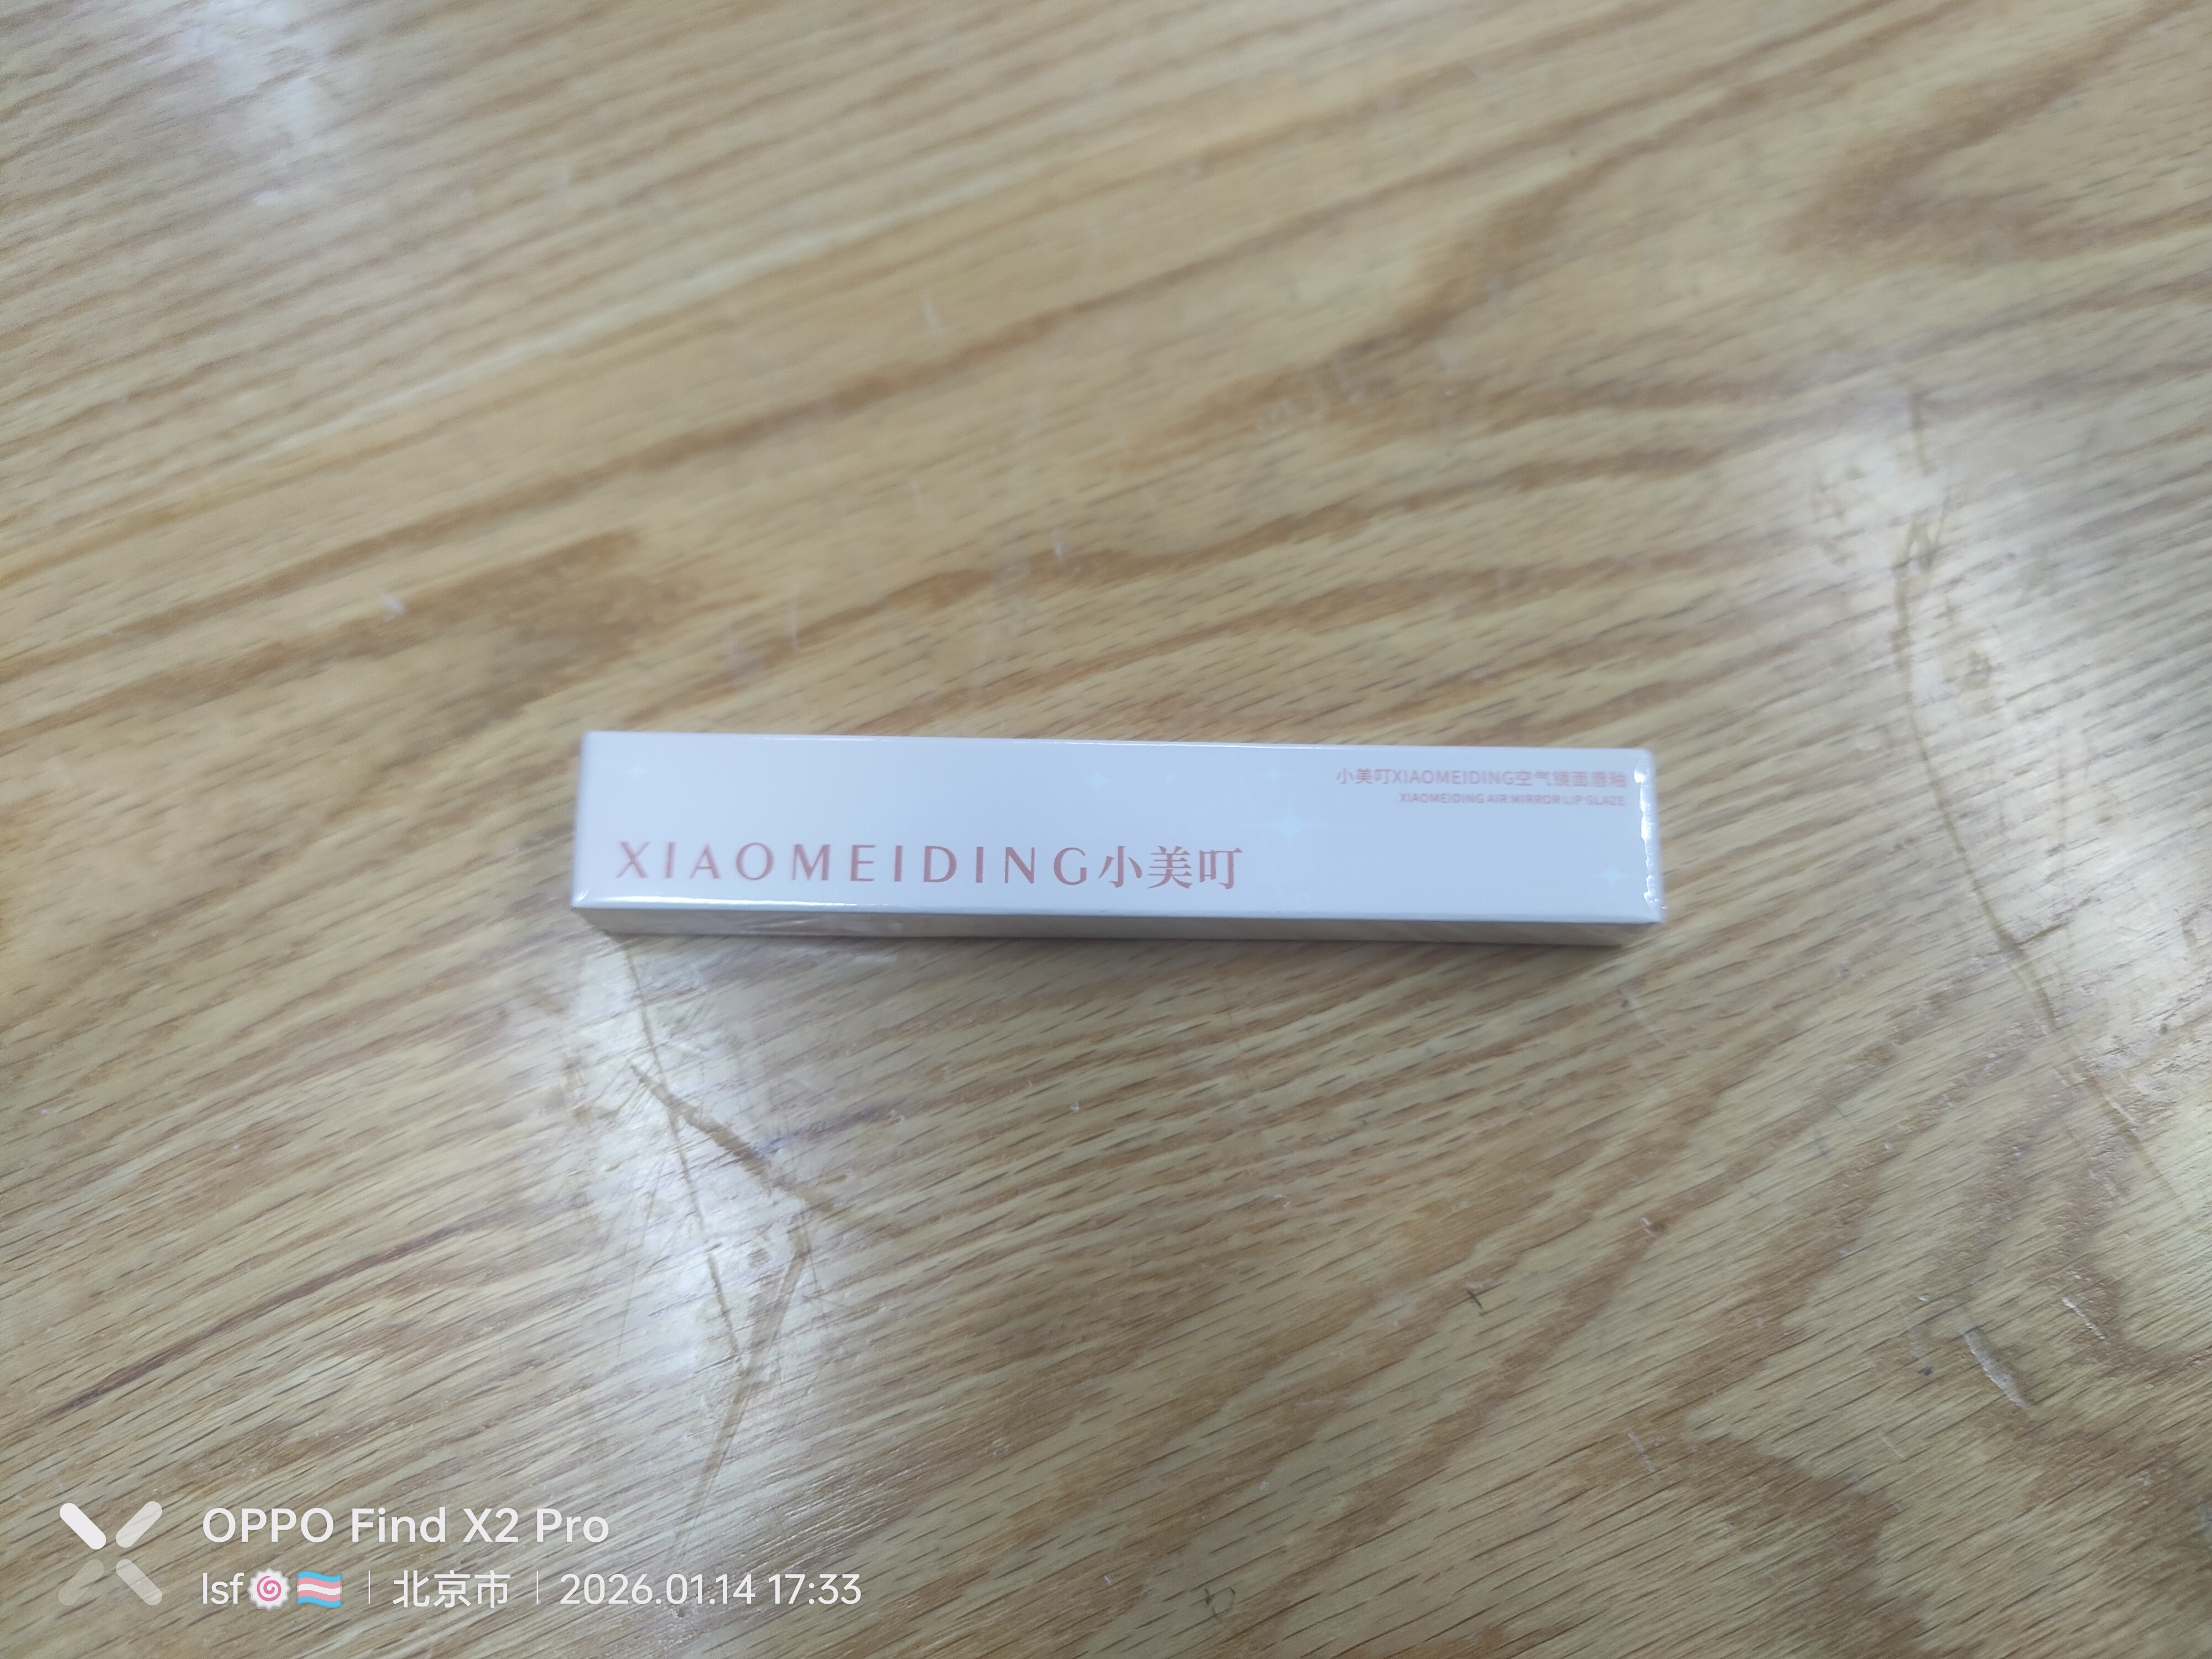 小美叮XIAOMEIDING空气镜面唇釉
XIAOMEIDING AIR MIRROR LIP GLAZE
XIAOMEIDING小美叮
OPPO Find X2 Pro
lsf🍥🏳️‍⚧️ | 北京市 | 2026.01.14 17:33